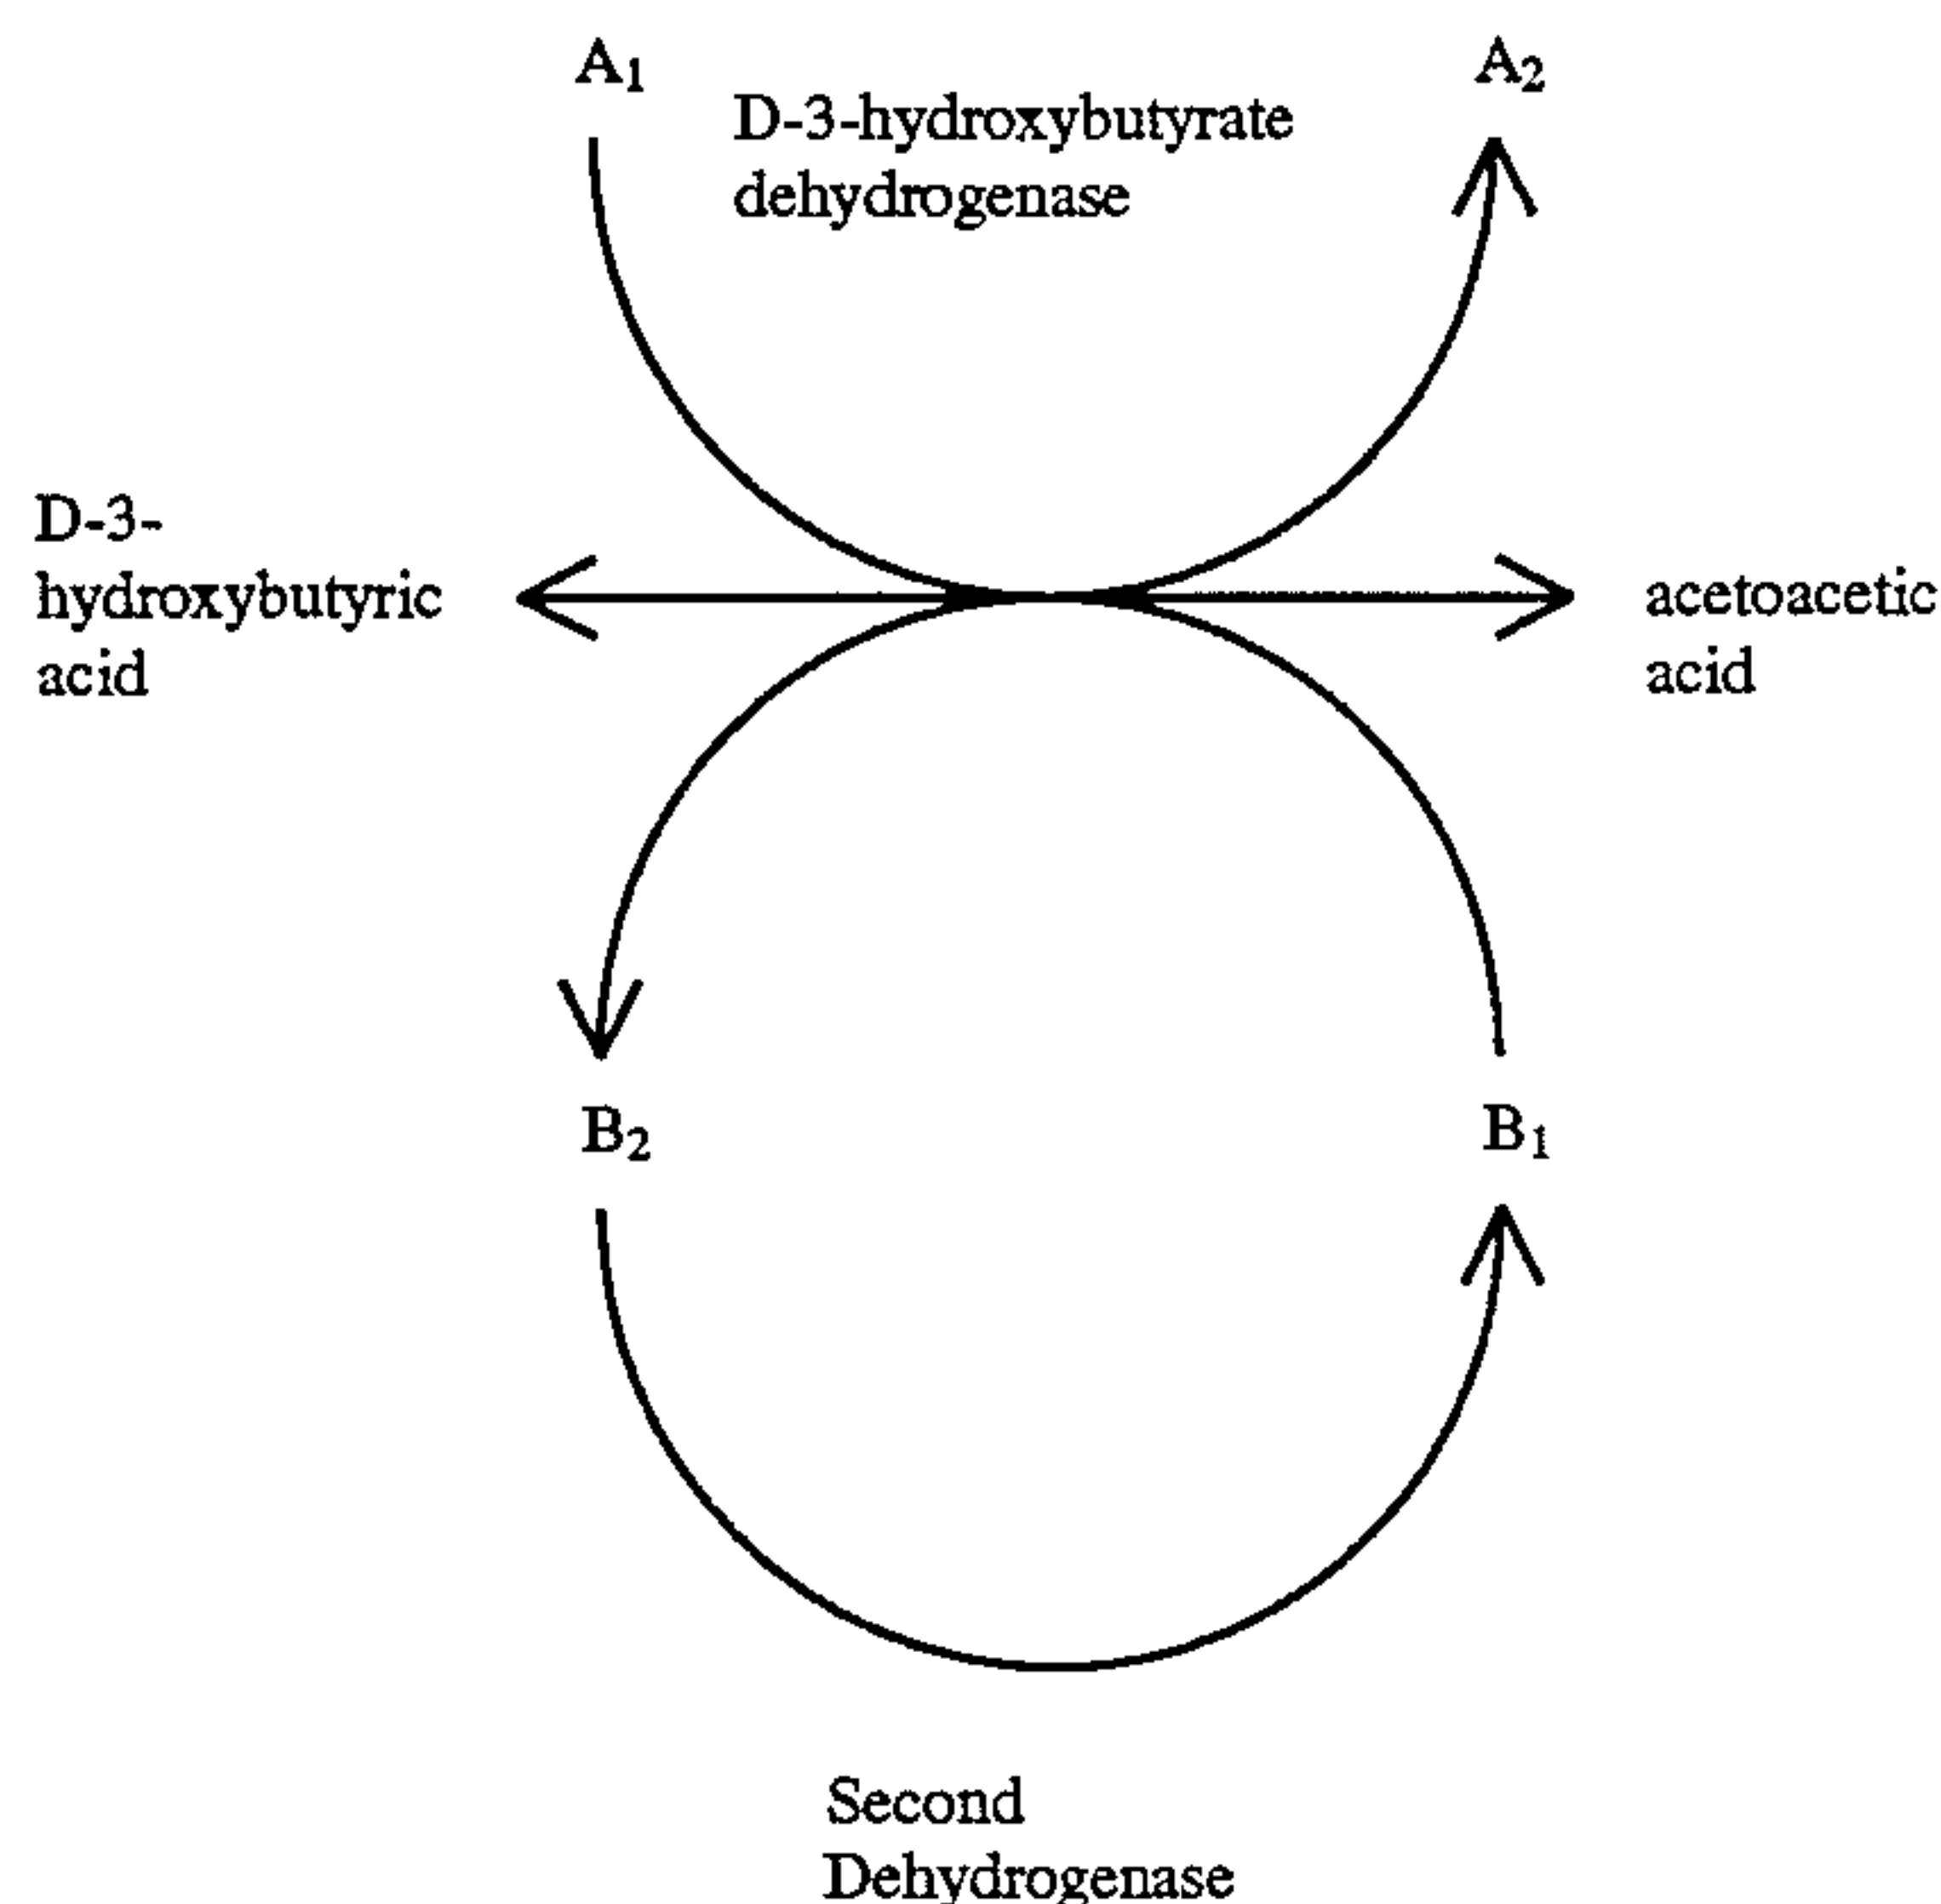 A₁
A₂
D-3-hydroxybutyrate
dehydrogenase
D-3-
hydroxybutyric
acid
acetoacetic
acid
B₂
B₁
Second
Dehydrogenase